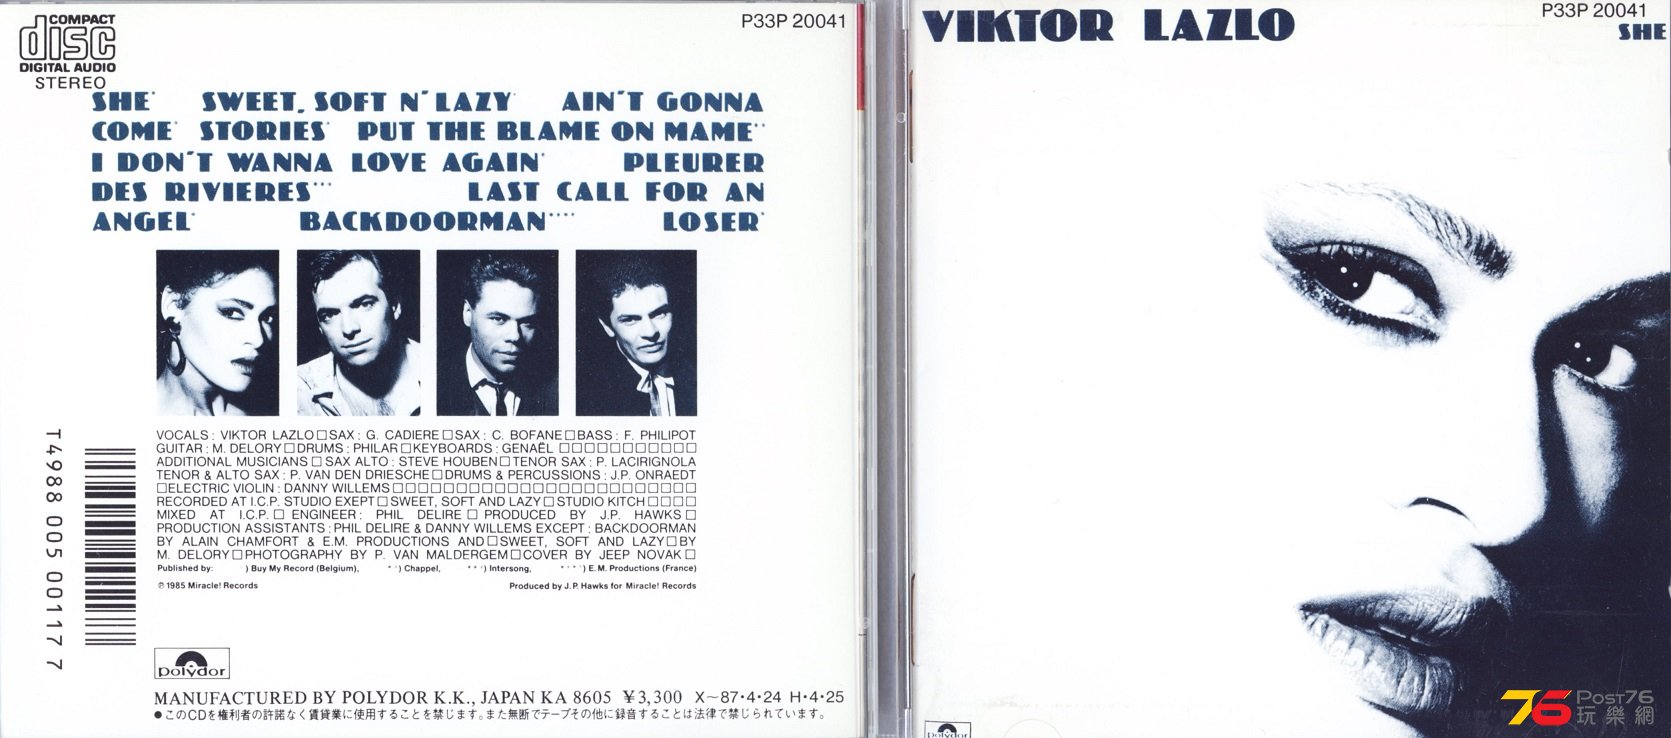 COMPACT
disc
DIGITAL AUDIO
STEREO
P33P 20041
SHE* SWEET, SOFT N' LAZY* AIN'T GONNA
COME* STORIES* PUT THE BLAME ON MAME**
I DON'T WANNA LOVE AGAIN* PLEURER
DES RIVIERES*** LAST CALL FOR AN
ANGEL* BACKDOORMAN**** LOSER*
VOCALS : VIKTOR LAZLO□SAX : G. CADIERE□SAX : C. BOFANE□BASS : F. PHILIPOT
GUITAR : M. DELORY□DRUMS : PHILAR□KEYBOARDS : GENAËL □□□□□□□□□□□
ADDITIONAL MUSICIANS□ SAX ALTO : STEVE HOUBEN□TENOR SAX : P. LACIRIGNOLA
TENOR & ALTO SAX : P. VAN DEN DRIESCHE□DRUMS & PERCUSSIONS : J.P. ONRAEDT
□ELECTRIC VIOLIN : DANNY WILLEMS□□□□□□□□□□□□□□□□□□□□□□□□
RECORDED AT I.C.P. STUDIO EXEPT□SWEET, SOFT AND LAZY□STUDIO KITCH□□□□
MIXED AT I.C.P.□ ENGINEER : PHIL DELIRE □ PRODUCED BY J.P. HAWKS□
PRODUCTION ASSISTANTS : PHIL DELIRE & DANNY WILLEMS EXCEPT : BACKDOORMAN
BY ALAIN CHAMFORT & E.M. PRODUCTIONS AND□SWEET, SOFT AND LAZY□BY
M. DELORY□PHOTOGRAPHY BY P. VAN MALDERGEM□COVER BY JEEP NOVAK□
Published by: *) Buy My Record (Belgium), **) Chappel, ***) Intersong, ****) E.M. Productions (France)
℗ 1985 Miracle! Records Produced by J.P. Hawks for Miracle! Records
T4988 005 00117 7
polydor
MANUFACTURED BY POLYDOR K.K., JAPAN KA 8605 ¥3,300 X~87・4・24 H・4・25
●このCDを権利者の許諾なく賃貸業に使用することを禁じます。また無断でテープその他に録音することは法律で禁じられています。
VIKTOR LAZLO
P33P 20041
SHE
polydor
76 Post76
玩樂網